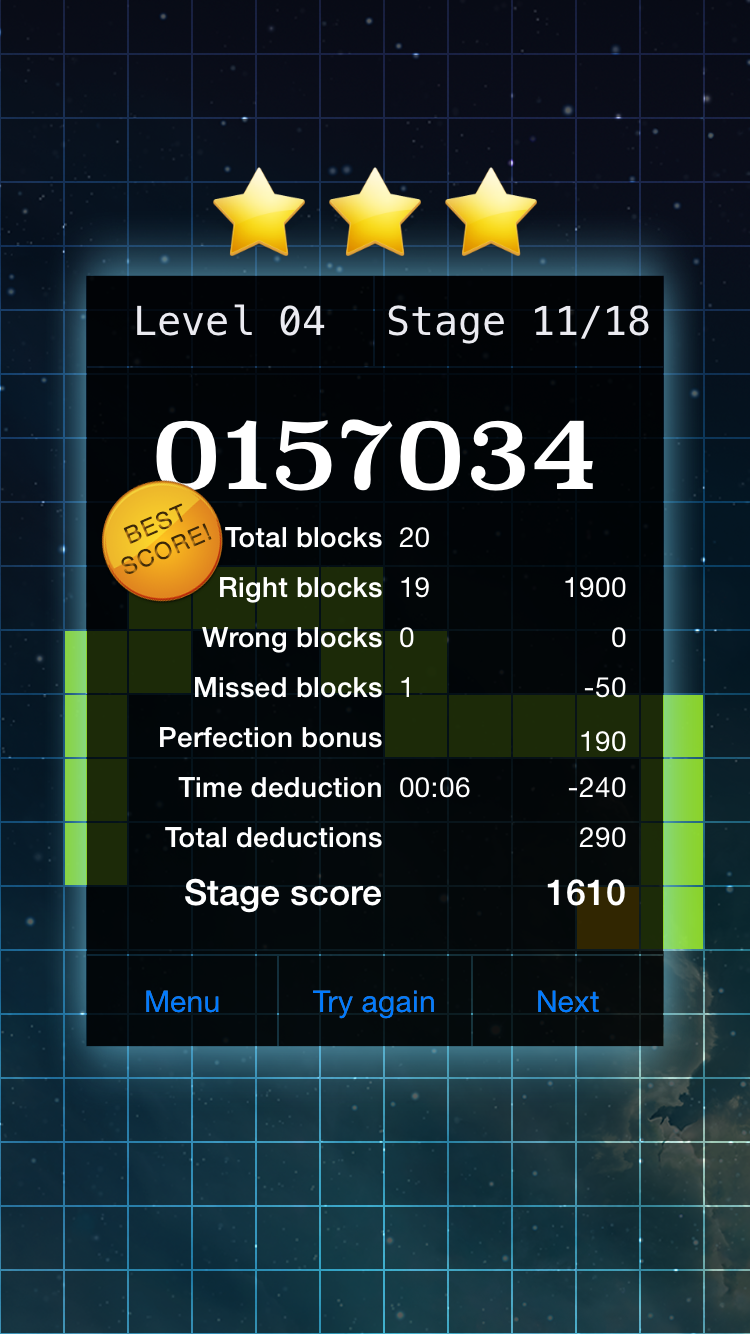 Level 04 Stage 11/18
0157034
BEST
SCORE!
Total blocks 20
Right blocks 19 1900
Wrong blocks 0 0
Missed blocks 1 -50
Perfection bonus 190
Time deduction 00:06 -240
Total deductions 290
Stage score 1610
Menu Try again Next